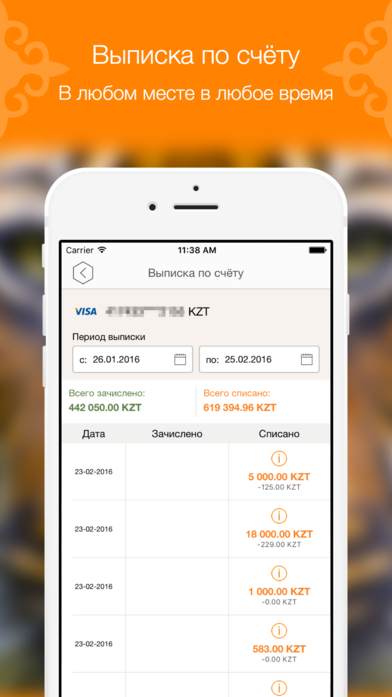 Выписка по счёту
В любом месте в любое время
Carrier 11:38 AM
Выписка по счёту
VISA KZT
Период выписки
с: 26.01.2016 по: 25.02.2016
Всего зачислено: Всего списано:
442 050.00 KZT 619 394.96 KZT
Дата Зачислено Списано
23-02-2016
5 000.00 KZT
-125.00 KZT
23-02-2016
18 000.00 KZT
-229.00 KZT
23-02-2016
1 000.00 KZT
-0.00 KZT
23-02-2016
583.00 KZT
-0.00 KZT